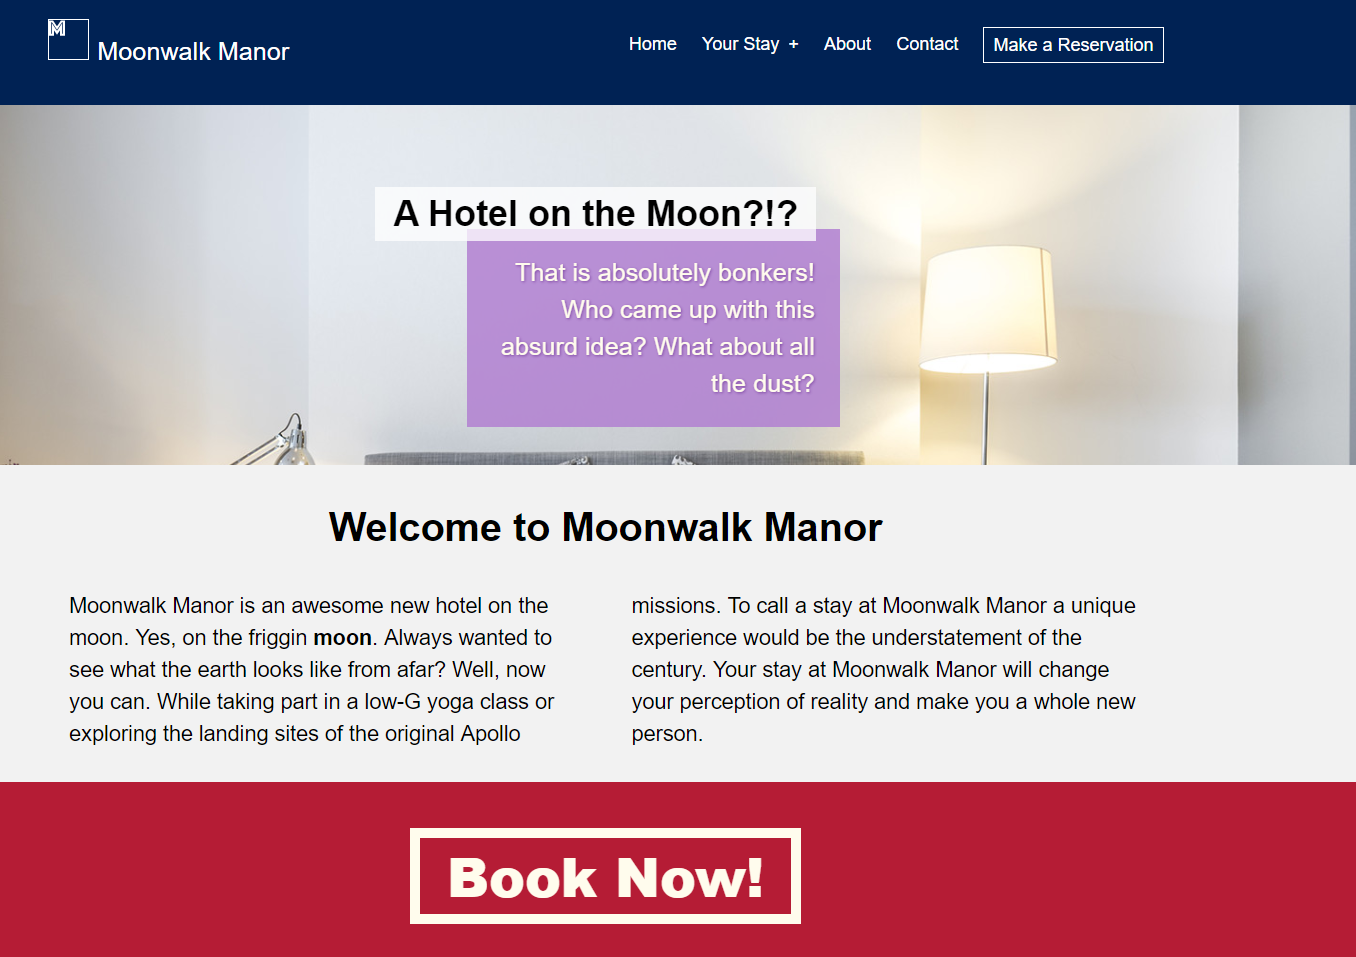 M
Moonwalk Manor
Home
Your Stay +
About
Contact
Make a Reservation
A Hotel on the Moon?!?
That is absolutely bonkers!
Who came up with this
absurd idea? What about all
the dust?
Welcome to Moonwalk Manor
Moonwalk Manor is an awesome new hotel on the
moon. Yes, on the friggin moon. Always wanted to
see what the earth looks like from afar? Well, now
you can. While taking part in a low-G yoga class or
exploring the landing sites of the original Apollo
missions. To call a stay at Moonwalk Manor a unique
experience would be the understatement of the
century. Your stay at Moonwalk Manor will change
your perception of reality and make you a whole new
person.
Book Now!